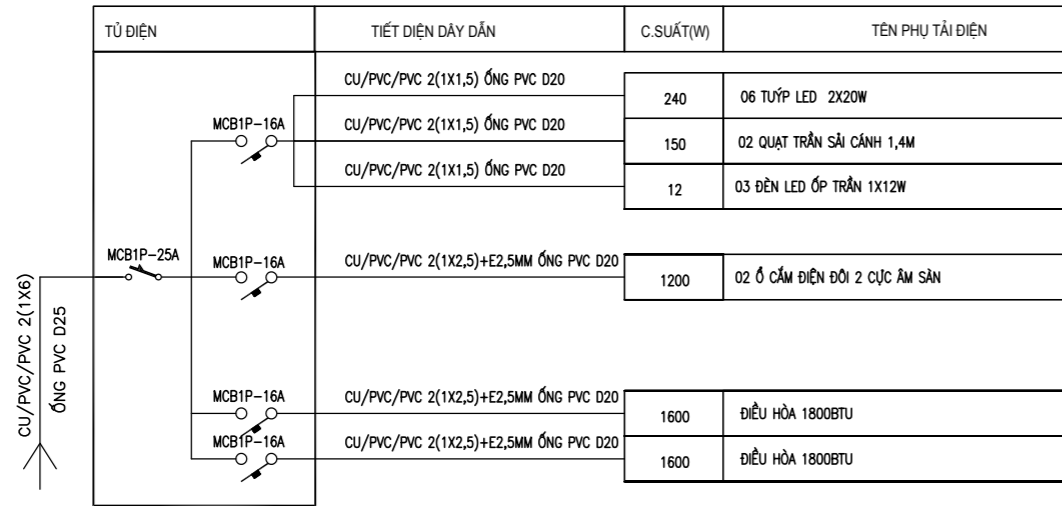 TỦ ĐIỆN TIẾT DIỆN DÂY DẪN C.SUẤT(W) TÊN PHỤ TẢI ĐIỆN
CU/PVC/PVC 2(1X1,5) ỐNG PVC D20
240 06 TUÝP LED 2X20W
MCB1P-16A CU/PVC/PVC 2(1X1,5) ỐNG PVC D20
150 02 QUẠT TRẦN SẢI CÁNH 1,4M
CU/PVC/PVC 2(1X1,5) ỐNG PVC D20
12 03 ĐÈN LED ỐP TRẦN 1X12W
MCB1P-25A MCB1P-16A CU/PVC/PVC 2(1X2,5)+E2,5MM ỐNG PVC D20
1200 02 Ổ CẮM ĐIỆN ĐÔI 2 CỰC ÂM SÀN
CU/PVC/PVC 2(1X6)
ỐNG PVC D25
MCB1P-16A CU/PVC/PVC 2(1X2,5)+E2,5MM ỐNG PVC D20
1600 ĐIỀU HÒA 1800BTU
MCB1P-16A CU/PVC/PVC 2(1X2,5)+E2,5MM ỐNG PVC D20
1600 ĐIỀU HÒA 1800BTU